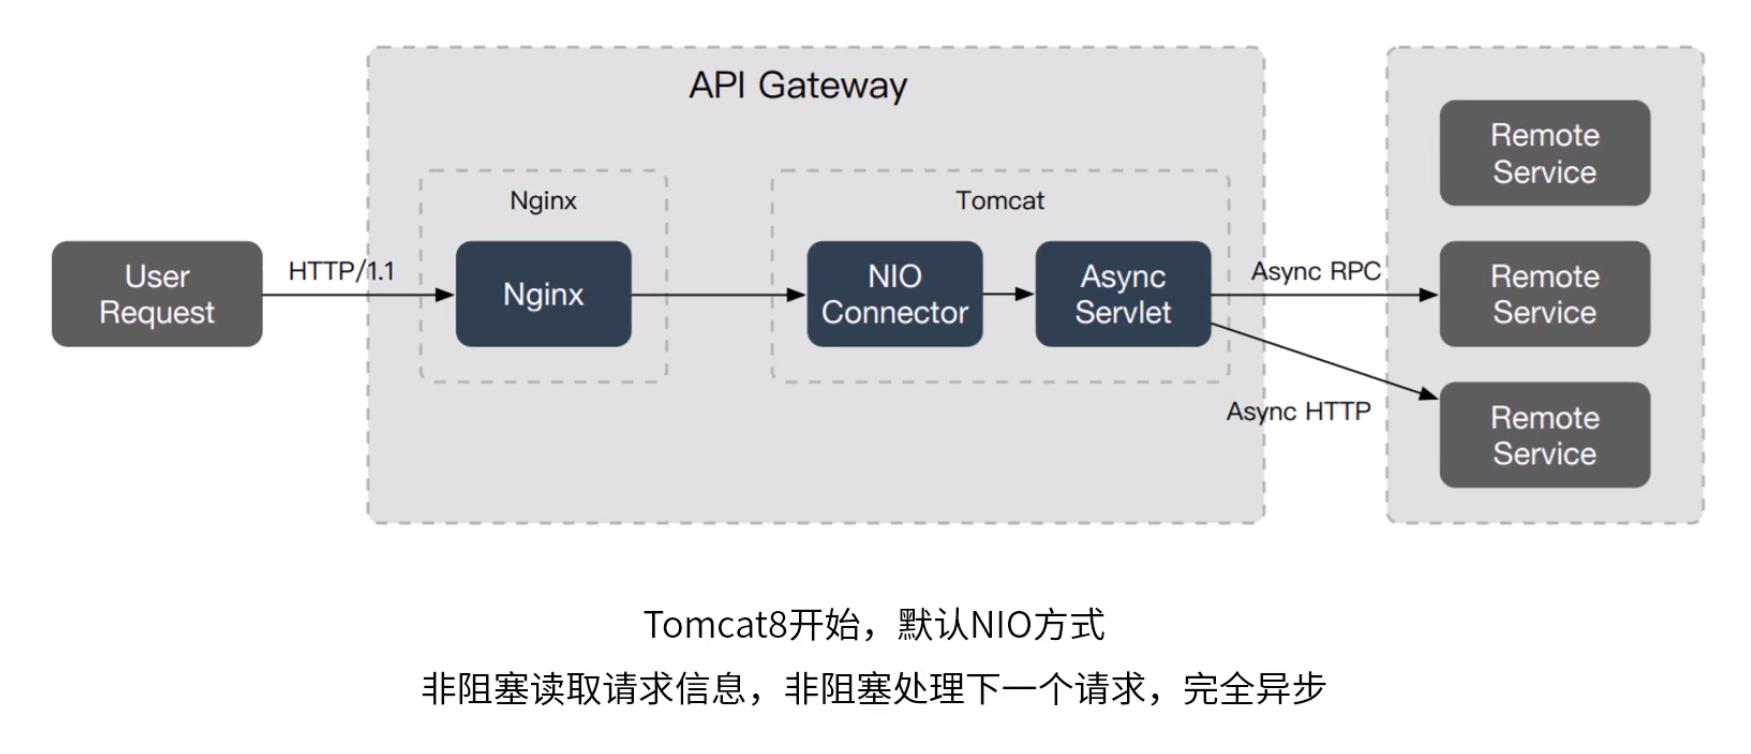 API Gateway
Nginx
Tomcat
User
Request
HTTP/1.1
Nginx
NIO
Connector
Async
Servlet
Async RPC
Async HTTP
Remote
Service
Remote
Service
Remote
Service
Tomcat8开始，默认NIO方式
非阻塞读取请求信息，非阻塞处理下一个请求，完全异步